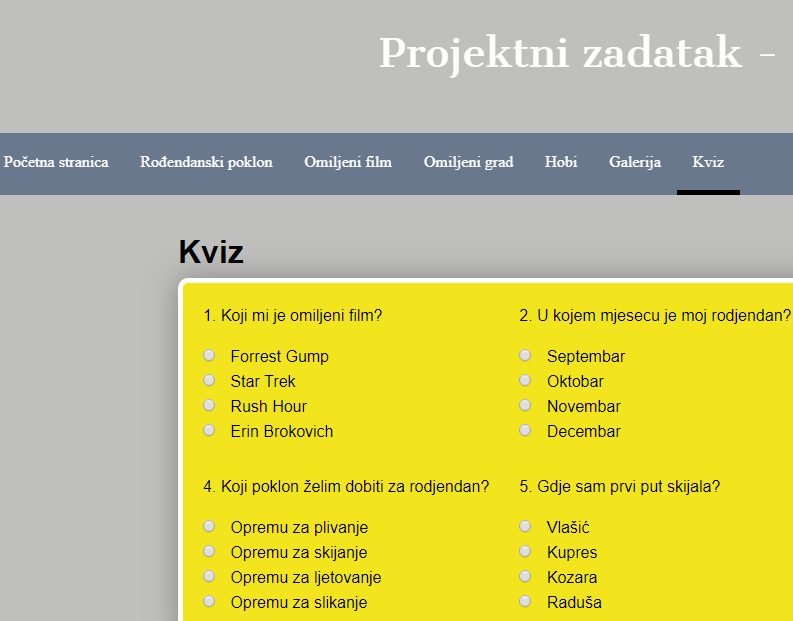 Projektni zadatak -
Početna stranica Rođendanski poklon Omiljeni film Omiljeni grad Hobi Galerija Kviz
Kviz
1. Koji mi je omiljeni film?
Forrest Gump
Star Trek
Rush Hour
Erin Brokovich
2. U kojem mjesecu je moj rodjendan?
Septembar
Oktobar
Novembar
Decembar
4. Koji poklon želim dobiti za rodjendan?
Opremu za plivanje
Opremu za skijanje
Opremu za ljetovanje
Opremu za slikanje
5. Gdje sam prvi put skijala?
Vlašić
Kupres
Kozara
Raduša